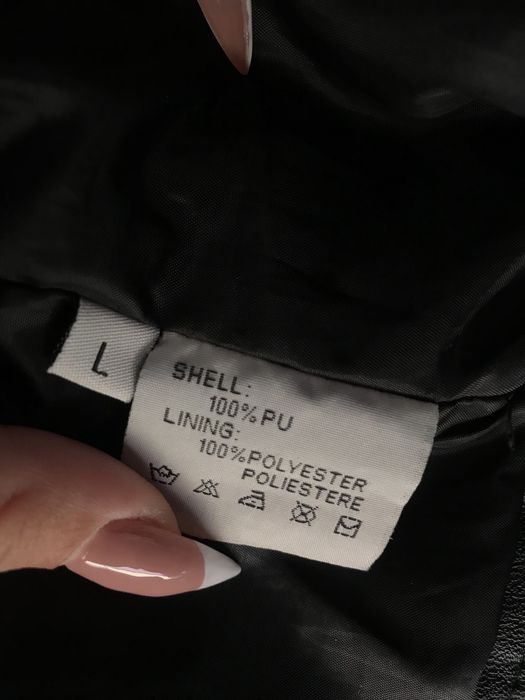 L
SHELL:
100% PU
LINING:
100%POLYESTER
POLIESTERE